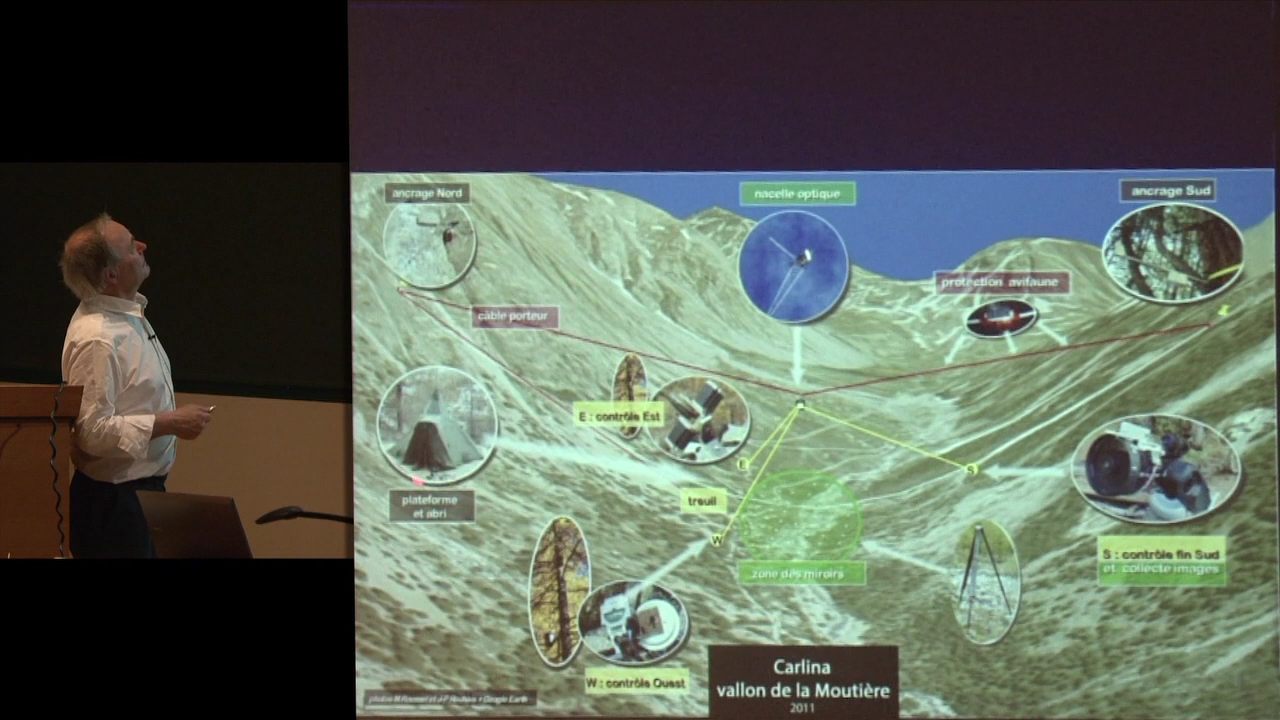 ancrage Nord
nacelle optique
ancrage Sud
protection avifaune
câble porteur
E : contrôle Est
E
S
treuil
plateforme
et abri
W
zone des miroirs
S : contrôle fin Sud
et collecte images
W : contrôle Ouest
Carlina
vallon de la Moutière
2011